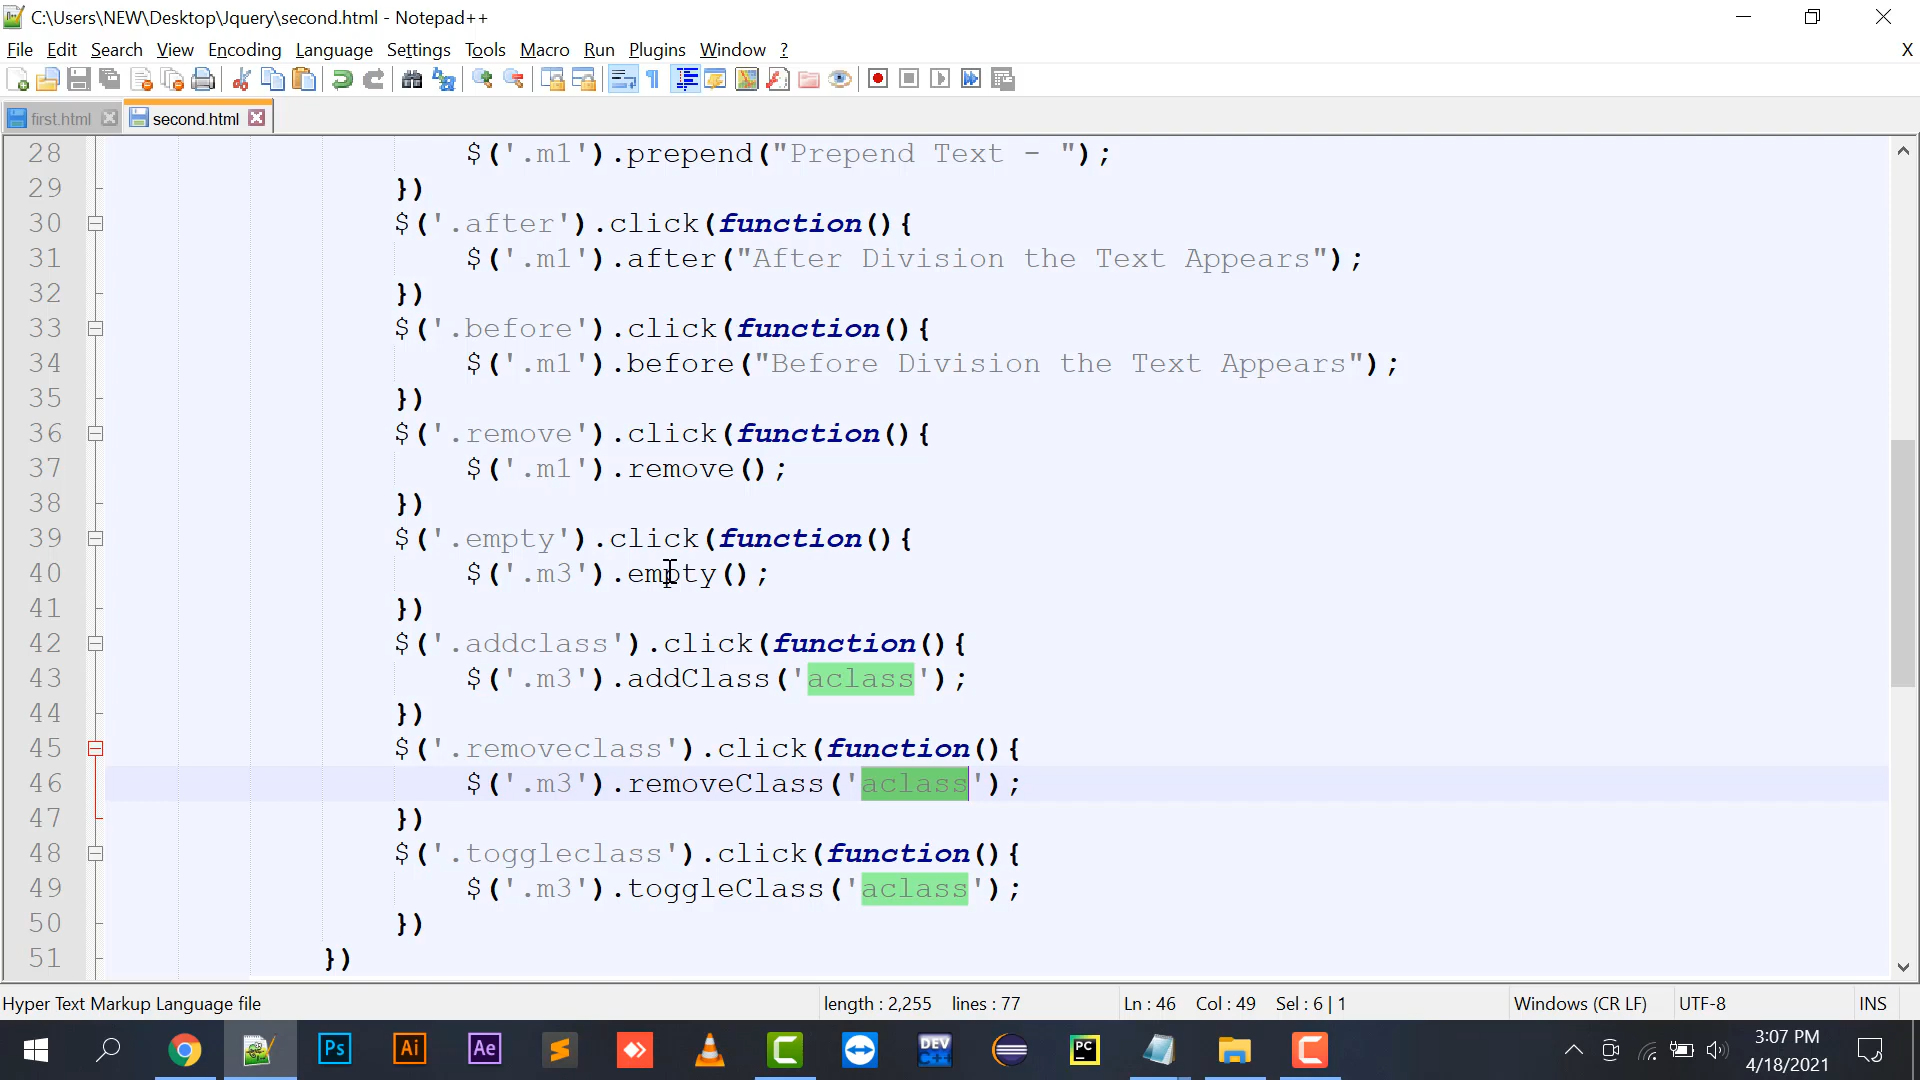 C:\Users\NEW\Desktop\Jquery\second.html - Notepad++
File Edit Search View Encoding Language Settings Tools Macro Run Plugins Window ? X
first.html second.html
28 $('.m1').prepend("Prepend Text - ");
29 })
30 $('.after').click(function(){
31 $('.m1').after("After Division the Text Appears");
32 })
33 $('.before').click(function(){
34 $('.m1').before("Before Division the Text Appears");
35 })
36 $('.remove').click(function(){
37 $('.m1').remove();
38 })
39 $('.empty').click(function(){
40 $('.m3').empty();
41 })
42 $('.addclass').click(function(){
43 $('.m3').addClass('aclass');
44 })
45 $('.removeclass').click(function(){
46 $('.m3').removeClass('aclass');
47 })
48 $('.toggleclass').click(function(){
49 $('.m3').toggleClass('aclass');
50 })
51 })
Hyper Text Markup Language file length : 2,255 lines : 77 Ln : 46 Col : 49 Sel : 6 | 1 Windows (CR LF) UTF-8 INS
Ps Ai Ae DEV C++ PC
3:07 PM
4/18/2021